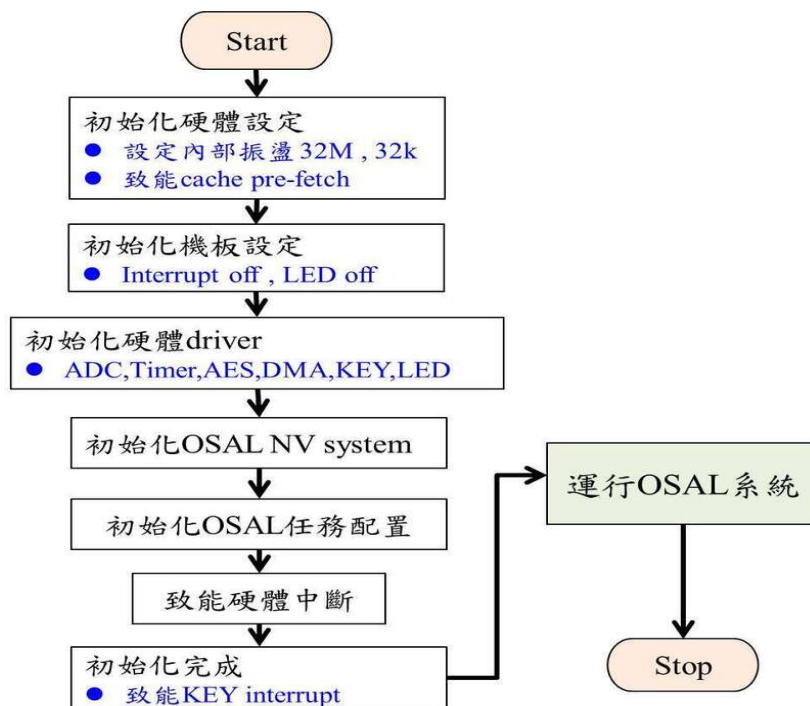 Start
初始化硬體設定
● 設定內部振盪32M , 32k
● 致能cache pre-fetch
初始化機板設定
● Interrupt off , LED off
初始化硬體driver
● ADC,Timer,AES,DMA,KEY,LED
初始化OSAL NV system
初始化OSAL任務配置
致能硬體中斷
初始化完成
● 致能KEY interrupt
運行OSAL系統
Stop